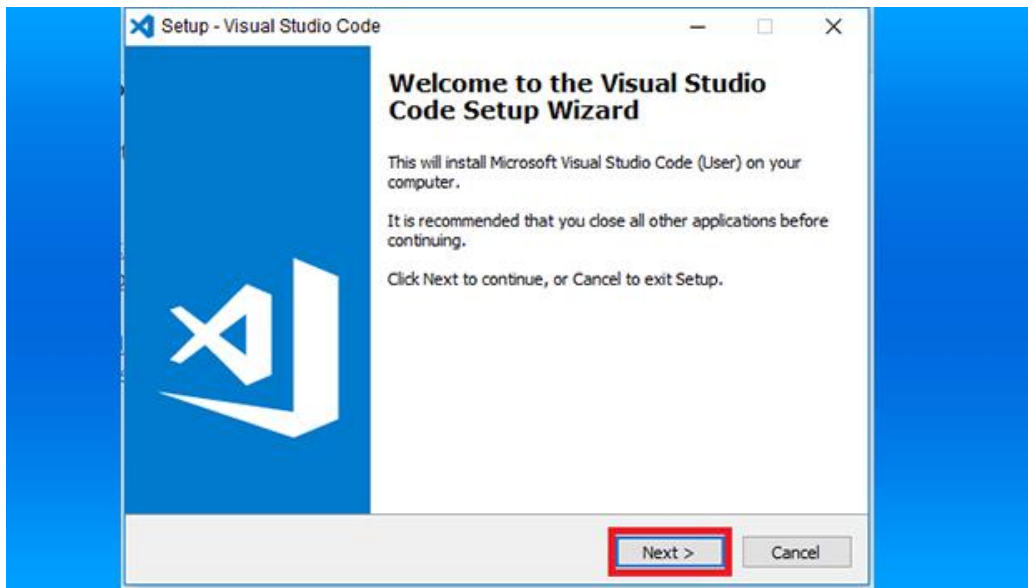 Setup - Visual Studio Code
Welcome to the Visual Studio
Code Setup Wizard
This will install Microsoft Visual Studio Code (User) on your
computer.
It is recommended that you close all other applications before
continuing.
Click Next to continue, or Cancel to exit Setup.
Next >
Cancel